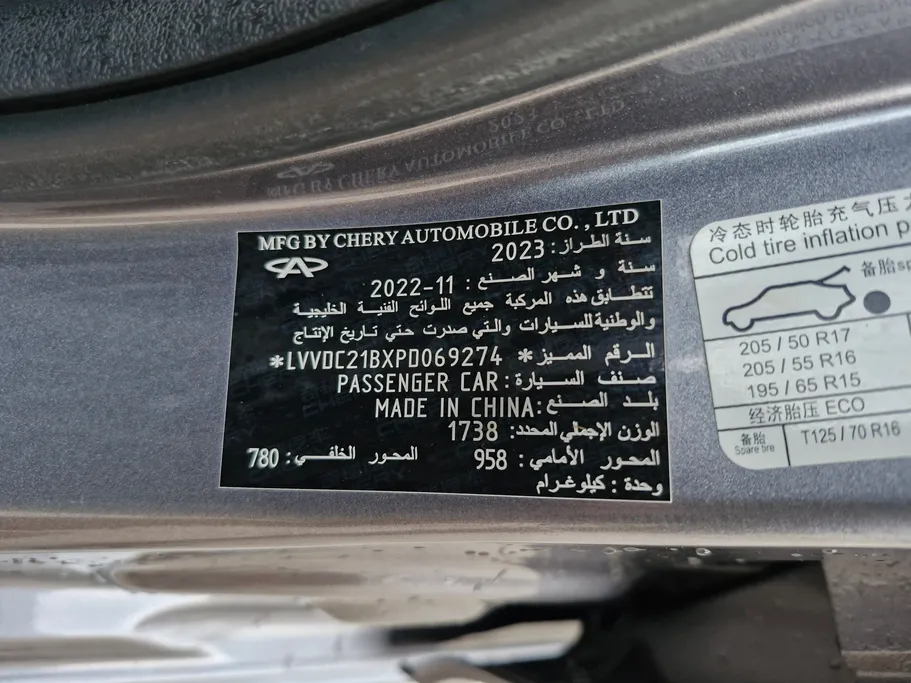 MFG BY CHERY AUTOMOBILE CO. , LTD
سنة الطراز: 2023
سنة و شهر الصنع : 2022-11
تتطابق هذه المركبة جميع اللوائح الفنية الخليجية
والوطنية للسيارات والتي صدرت حتي تاريخ الإنتاج
الرقم المميز: *LVVDC21BXPD069274*
صنف السيارة: PASSENGER CAR
بلد الصنع: MADE IN CHINA
الوزن الإجمالي المحدد: 1738
المحور الأمامي: 958 المحور الخلفي: 780
وحدة : كيلوغرام
冷态时轮胎充气压
Cold tire inflation
备胎
205 / 50 R17
205 / 55 R16
195 / 65 R15
经济胎压 ECO
备胎
Spare tire
T125 / 70 R16